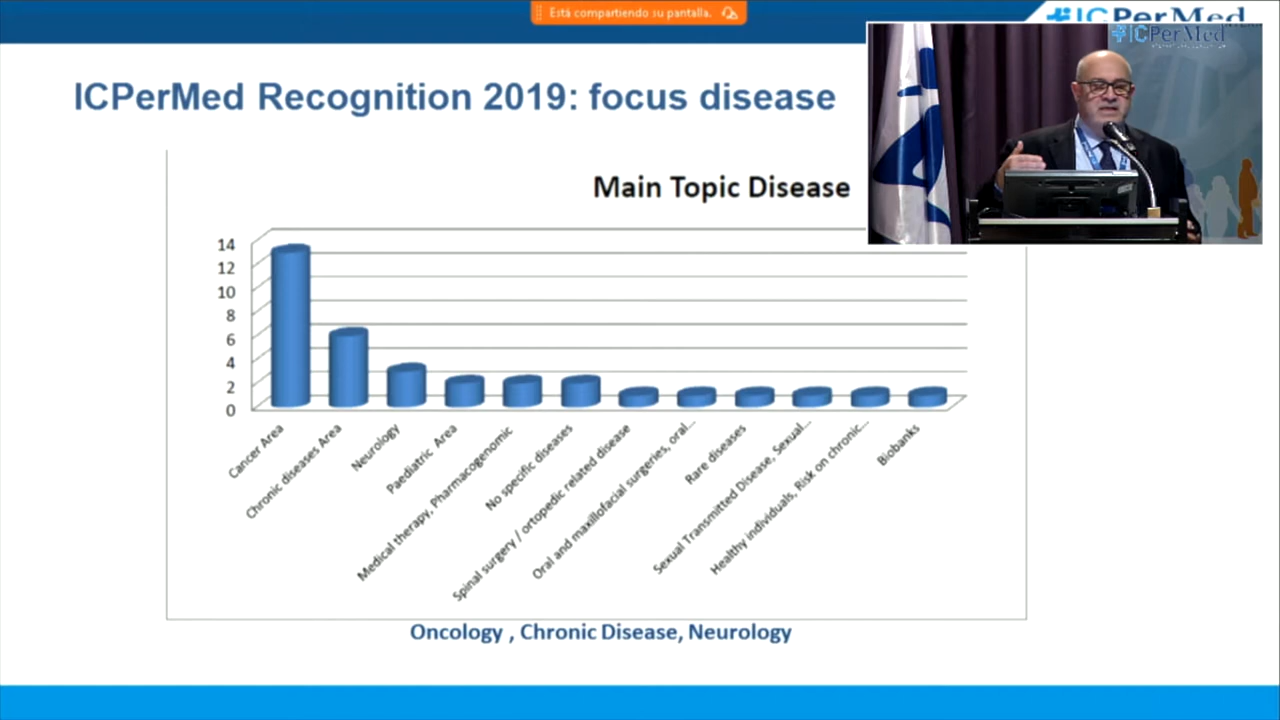 Está compartiendo su pantalla.
ICPerMed
ICPerMed
ICPerMed Recognition 2019: focus disease
Main Topic Disease
14
12
10
8
6
4
2
0
Cancer Area
Chronic diseases Area
Neurology
Paediatric Area
Medical therapy, Pharmacogenomic
No specific diseases
Spinal surgery / ortopedic related disease
Oral and maxillofacial surgeries, oral...
Rare diseases
Sexual Transmitted Disease, Sexual...
Healthy individuals, Risk on chronic...
Biobanks
Oncology , Chronic Disease, Neurology